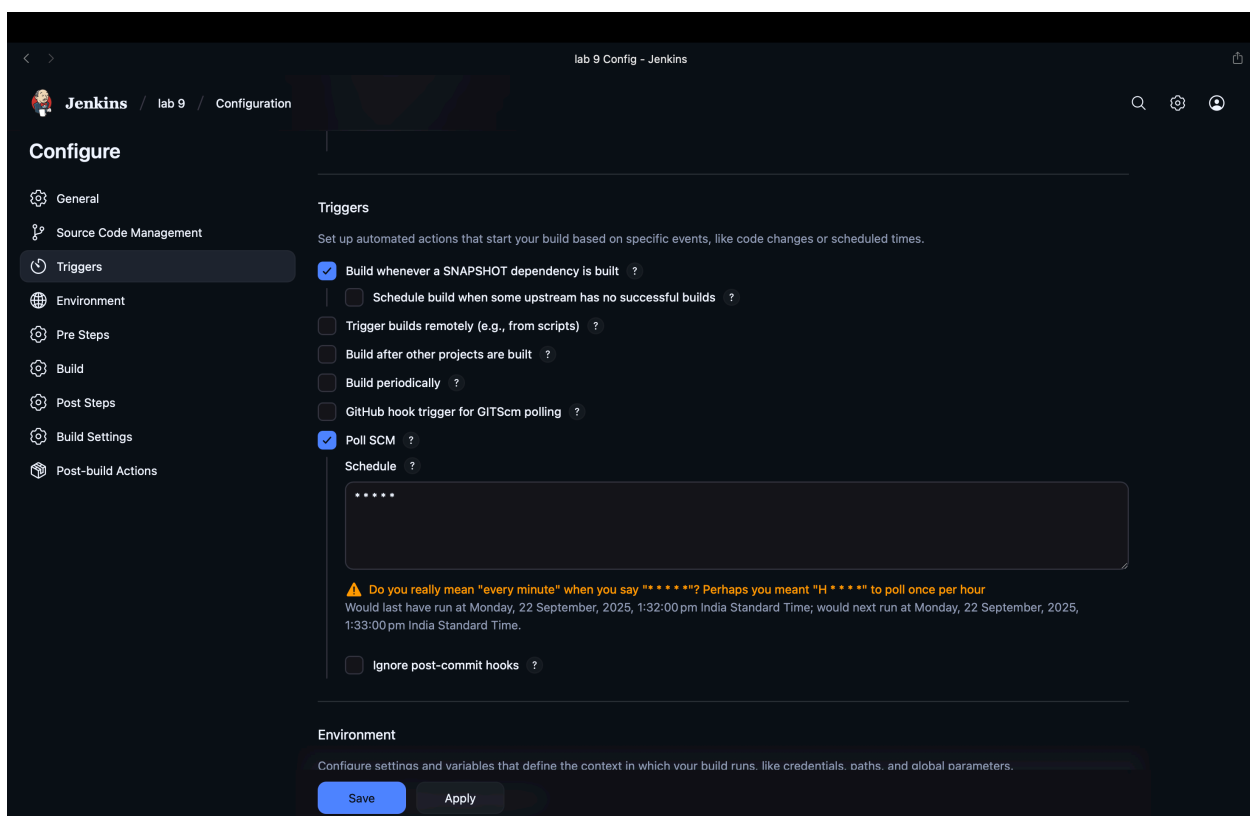 lab 9 Config - Jenkins
Jenkins / lab 9 / Configuration
Configure
General
Source Code Management
Triggers
Environment
Pre Steps
Build
Post Steps
Build Settings
Post-build Actions
Triggers
Set up automated actions that start your build based on specific events, like code changes or scheduled times.
Build whenever a SNAPSHOT dependency is built ?
Schedule build when some upstream has no successful builds ?
Trigger builds remotely (e.g., from scripts) ?
Build after other projects are built ?
Build periodically ?
GitHub hook trigger for GITScm polling ?
Poll SCM ?
Schedule ?
* * * * *
Do you really mean "every minute" when you say "* * * * *"? Perhaps you meant "H * * * *" to poll once per hour
Would last have run at Monday, 22 September, 2025, 1:32:00 pm India Standard Time; would next run at Monday, 22 September, 2025,
1:33:00 pm India Standard Time.
Ignore post-commit hooks ?
Environment
Configure settings and variables that define the context in which your build runs, like credentials, paths, and global parameters.
Save Apply